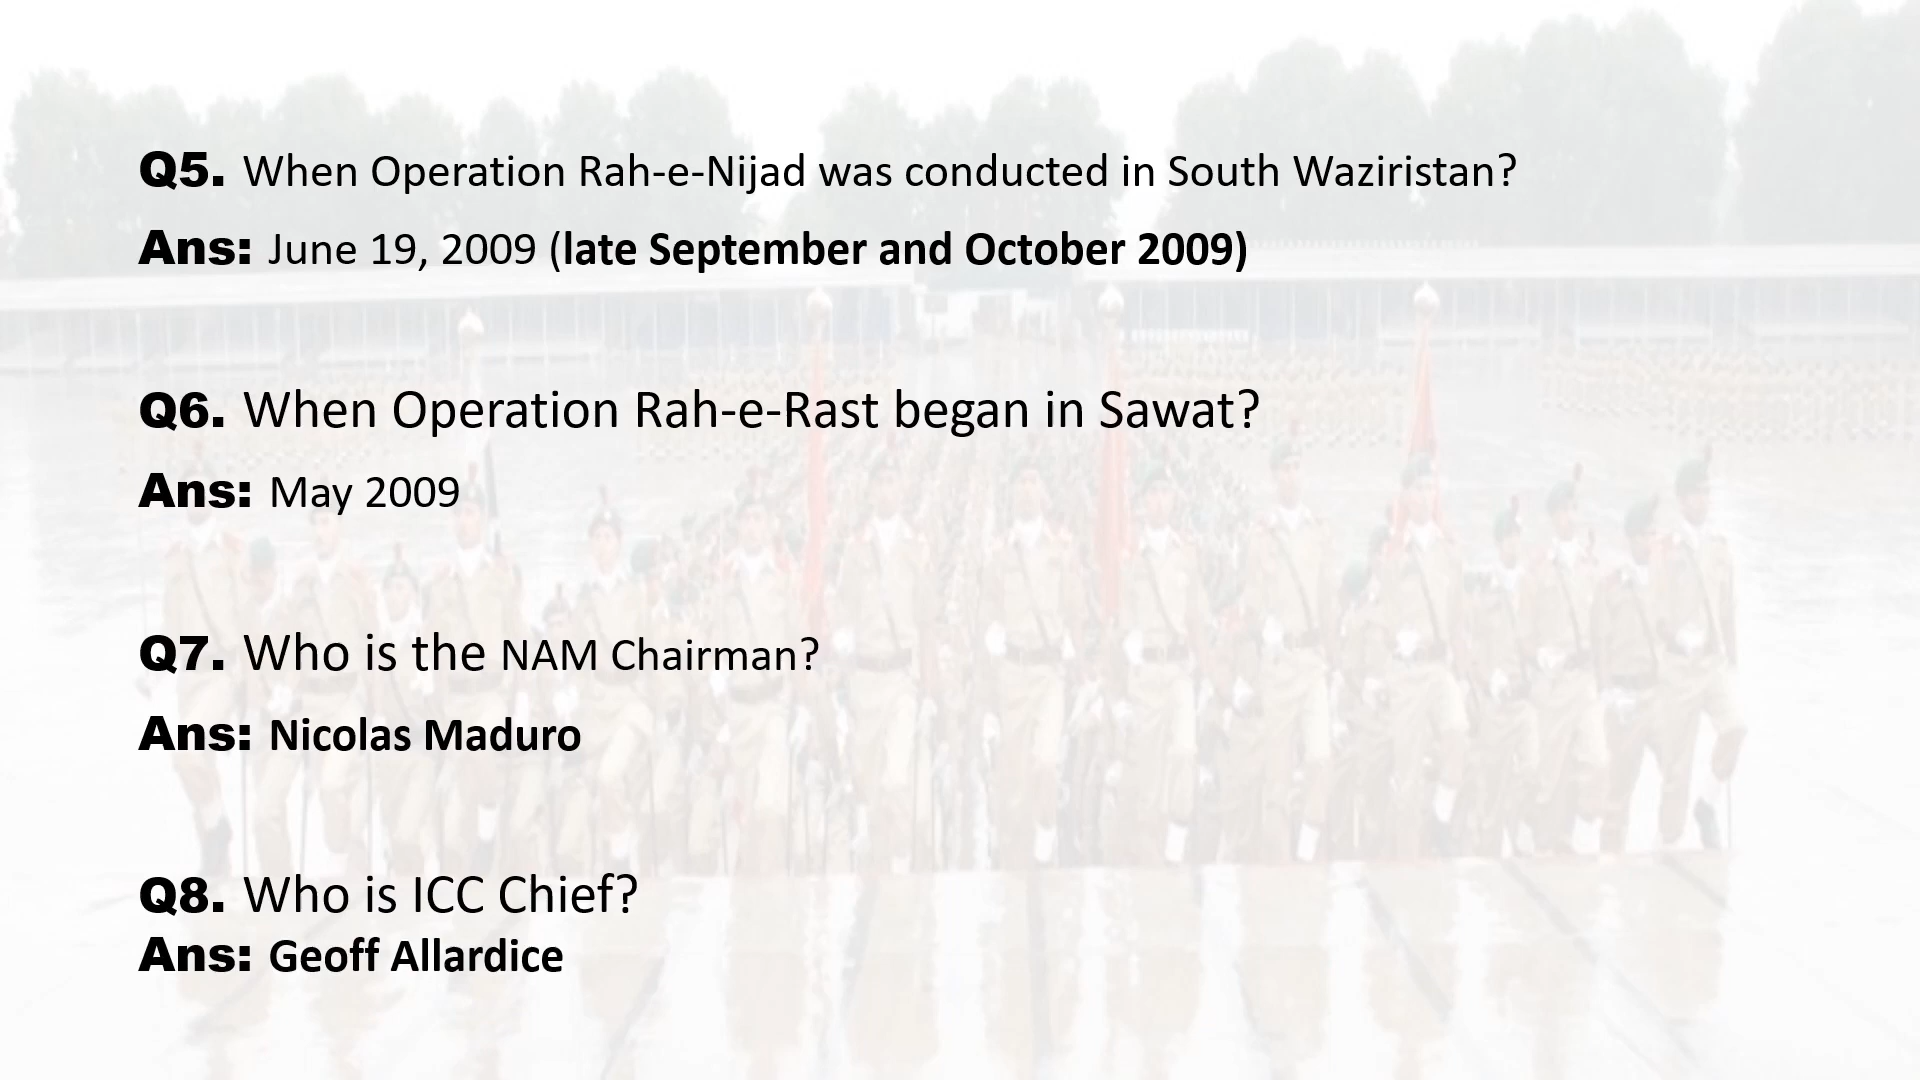 Q5. When Operation Rah-e-Nijad was conducted in South Waziristan?
Ans: June 19, 2009 (late September and October 2009)
Q6. When Operation Rah-e-Rast began in Sawat?
Ans: May 2009
Q7. Who is the NAM Chairman?
Ans: Nicolas Maduro
Q8. Who is ICC Chief?
Ans: Geoff Allardice